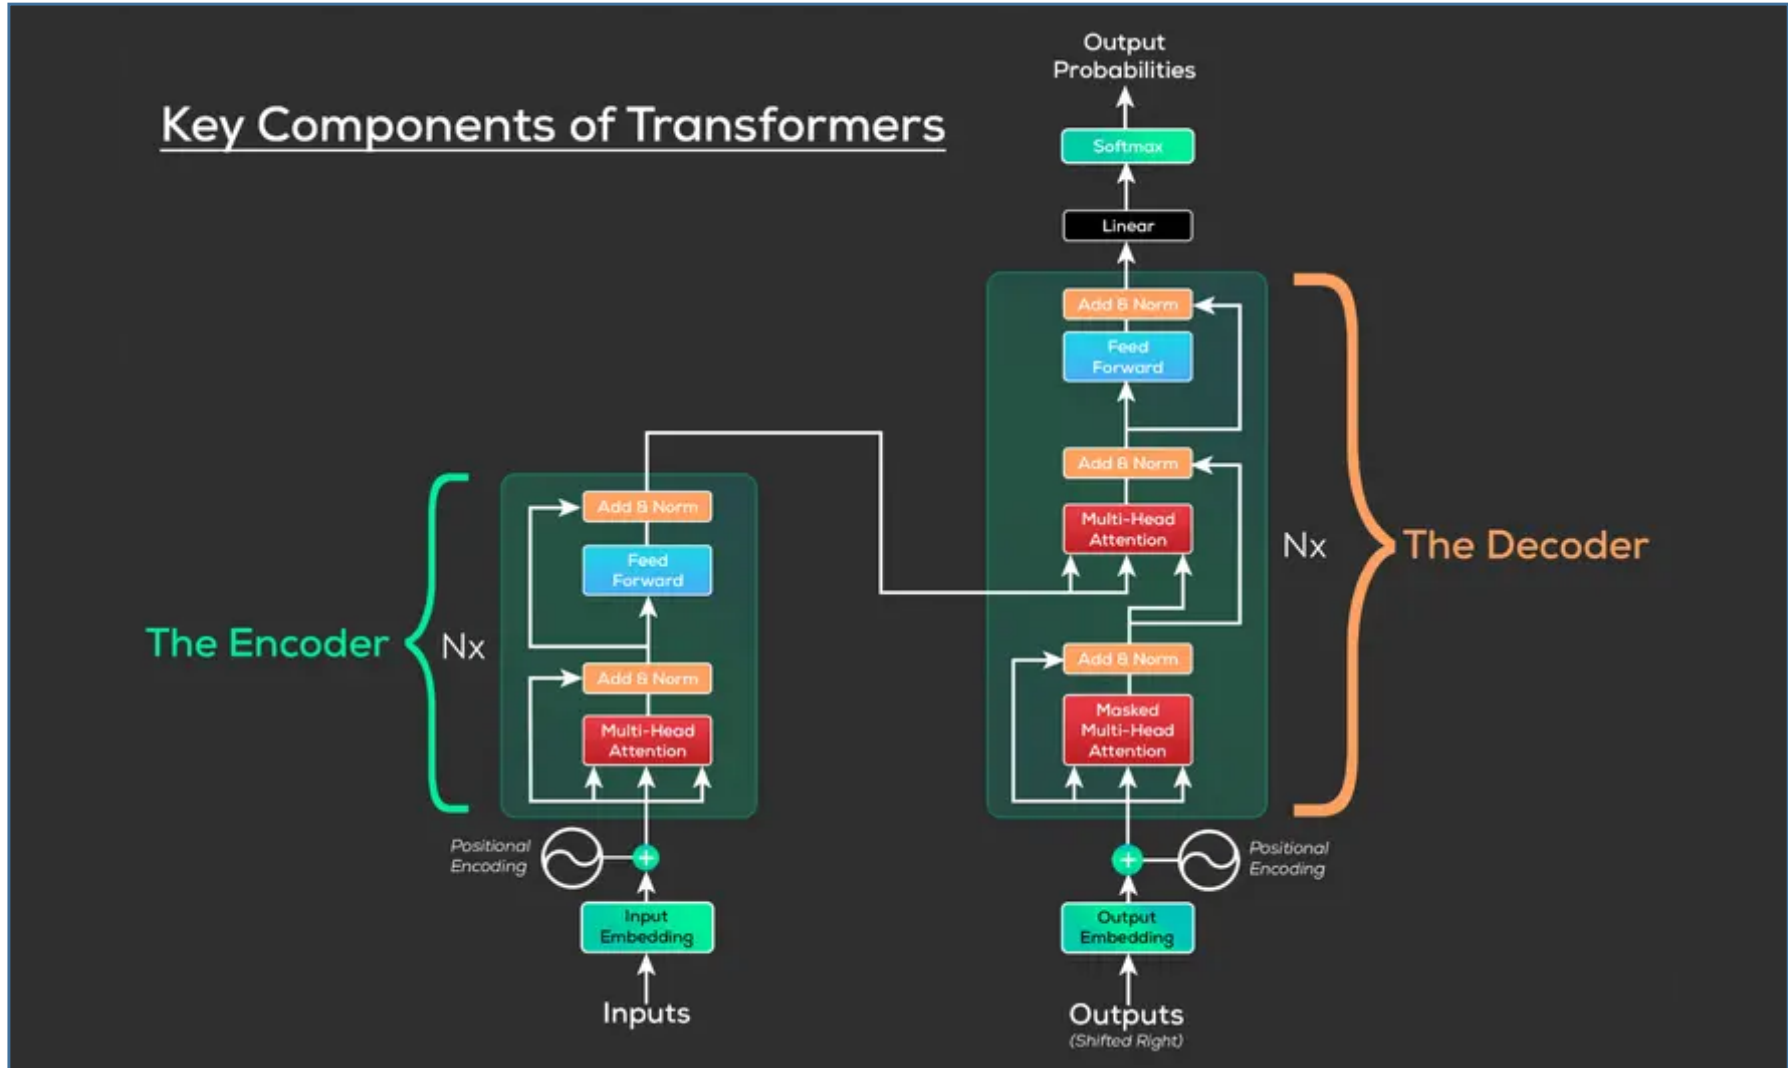 Key Components of Transformers
Output
Probabilities
Softmax
Linear
Add & Norm
Feed
Forward
Add & Norm
Multi-Head
Attention
Nx
The Decoder
Add & Norm
Masked
Multi-Head
Attention
Positional
Encoding
+
Output
Embedding
Outputs
(Shifted Right)
The Encoder
Nx
Add & Norm
Feed
Forward
Add & Norm
Multi-Head
Attention
Positional
Encoding
+
Input
Embedding
Inputs